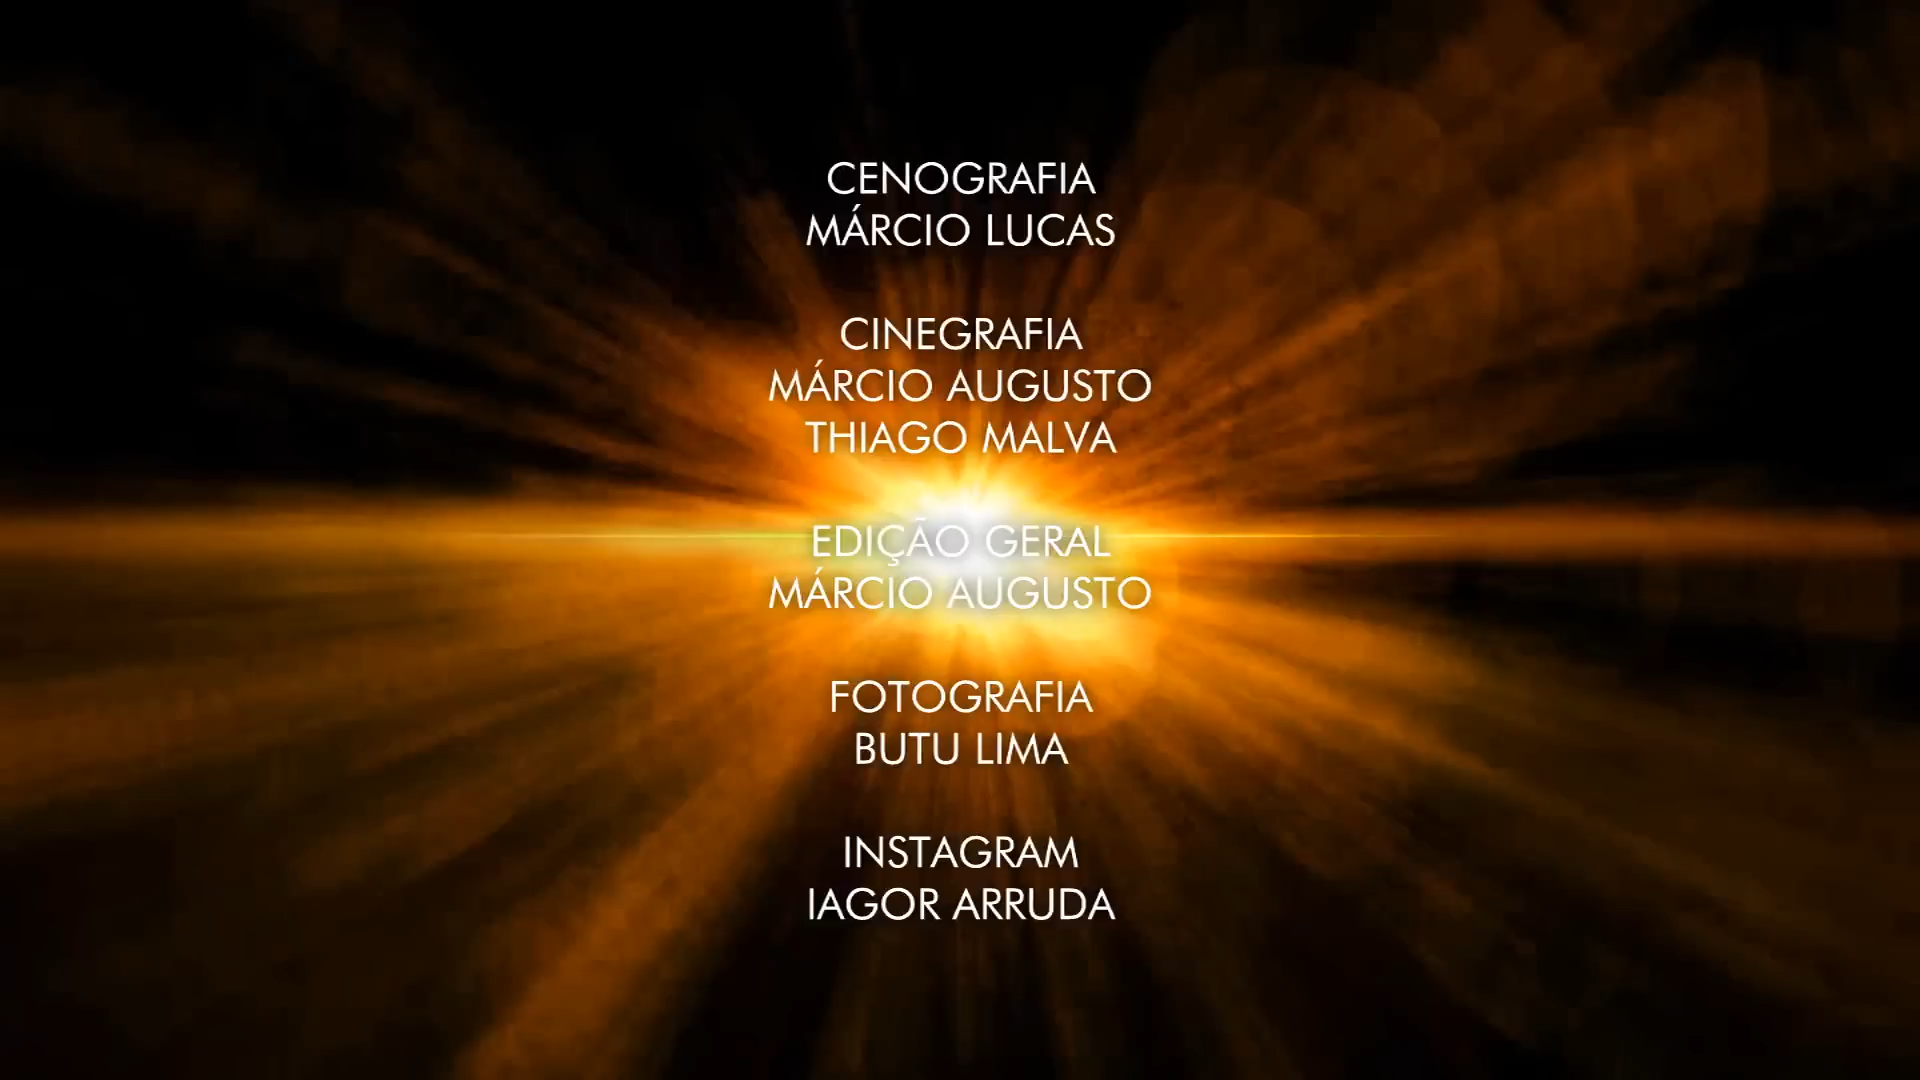 CENOGRAFIA
MÁRCIO LUCAS
CINEGRAFIA
MÁRCIO AUGUSTO
THIAGO MALVA
EDIÇÃO GERAL
MÁRCIO AUGUSTO
FOTOGRAFIA
BUTU LIMA
INSTAGRAM
IAGOR ARRUDA